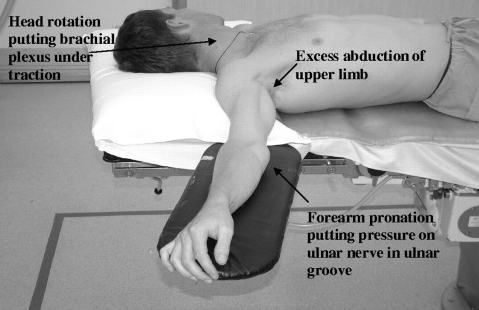 Head rotation
putting brachial
plexus under
traction
Excess abduction of
upper limb
Forearm pronation
putting pressure on
ulnar nerve in ulnar
groove